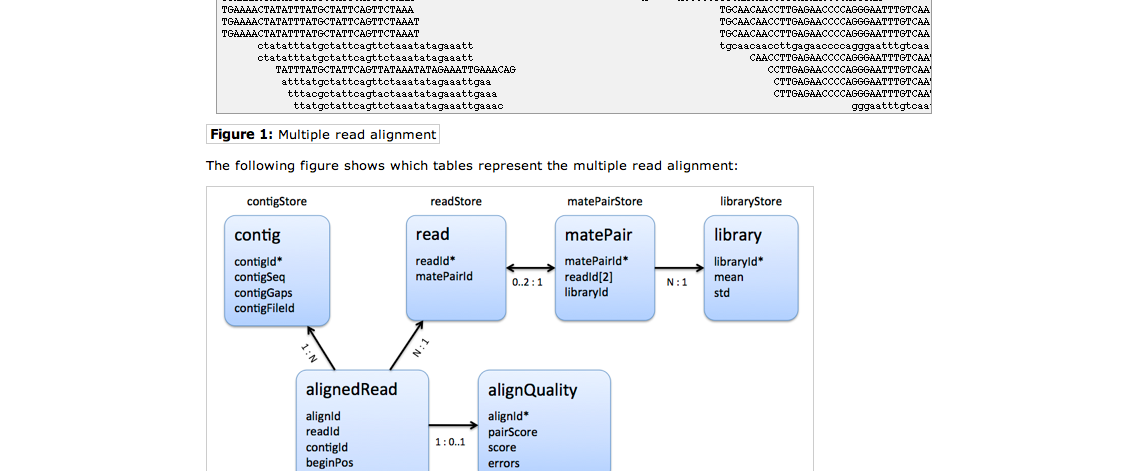 TGAAAACTATATTTATGCTATTCAGTTCTAAA TGCAACAACCTTGAGAACCCCAGGGAATTTGTCAA
TGAAAACTATATTTATGCTATTCAGTTCTAAAT TGCAACAACCTTGAGAACCCCAGGGAATTTGTCAA
TGAAAACTATATTTATGCTATTCAGTTCTAAAT TGCAACAACCTTGAGAACCCCAGGGAATTTGTCAA
ctatatttatgctattcagttctaaatatagaaatt tgcaacaaccttgagaaccccagggaatttgtcaa
ctatatttatgctattcagttctaaatatagaaatt CAACCTTGAGAACCCCAGGGAATTTGTCAA
TATTTATGCTATTCAGTTATAAATATAGAAATTGAAACAG CCTTGAGAACCCCAGGGAATTTGTCAA
atttatgctattcagttctaaatatagaaattgaa CTTGAGAACCCCAGGGAATTTGTCAA
tttacgctattcagtactaaatatagaaattgaaa CTTGAGAACCCCAGGGAATTTGTCAA
ttatgctattcagttctaaatatagaaattgaaac gggaatttgtcaa
Figure 1: Multiple read alignment
The following figure shows which tables represent the multiple read alignment:
contigStore readStore matePairStore libraryStore
contig
contigId*
contigSeq
contigGaps
contigFileId
read
readId*
matePairId
0..2 : 1
matePair
matePairId*
readId[2]
libraryId
N : 1
library
libraryId*
mean
std
1 : N
N : 1
alignedRead
alignId
readId
contigId
beginPos
1 : 0..1
alignQuality
alignId*
pairScore
score
errors